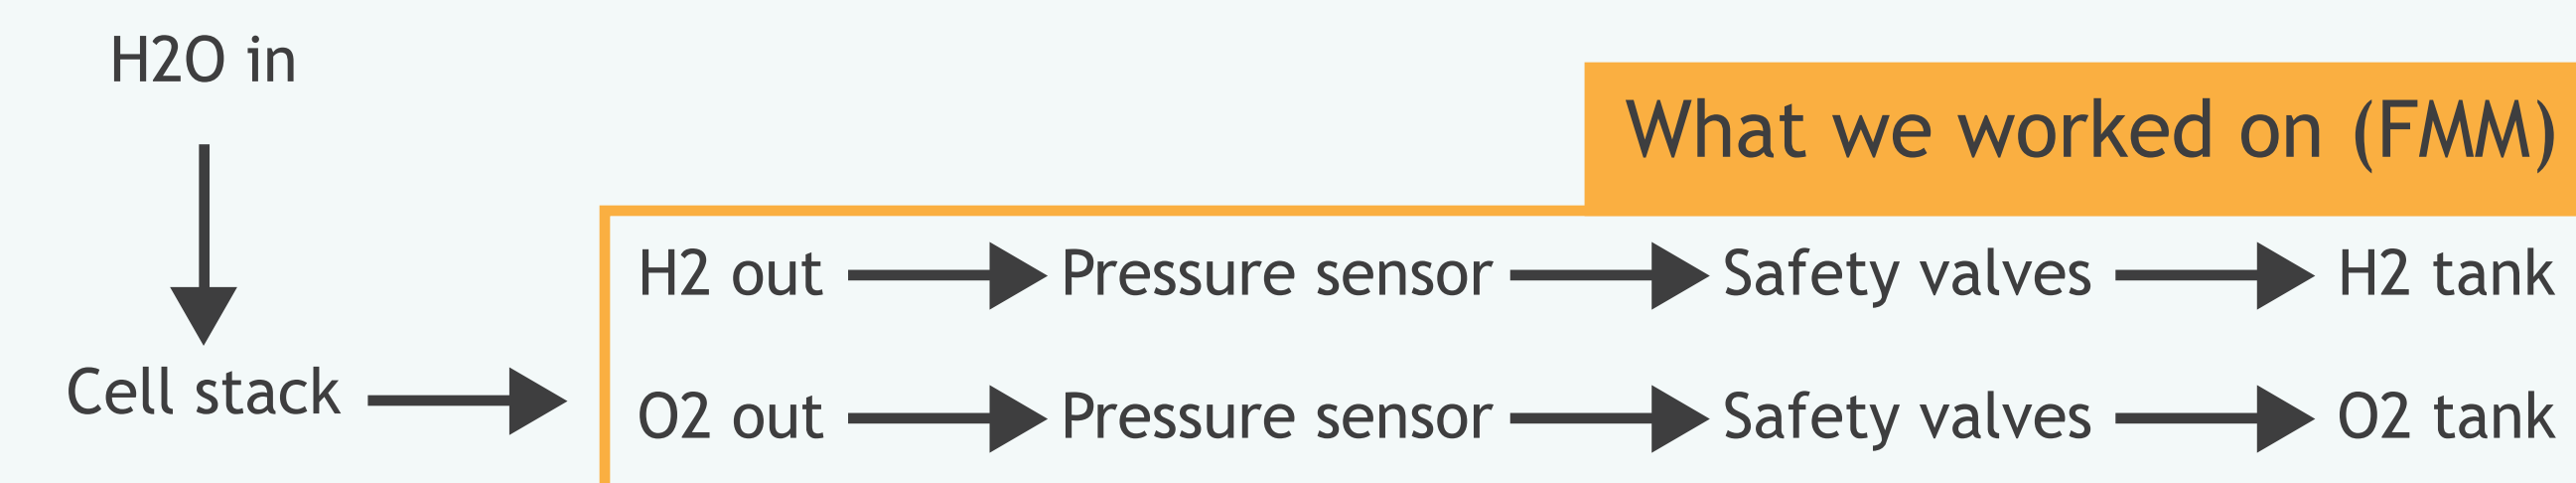 H2O in
What we worked on (FMM)
H2 out Pressure sensor Safety valves H2 tank
Cell stack
O2 out Pressure sensor Safety valves O2 tank